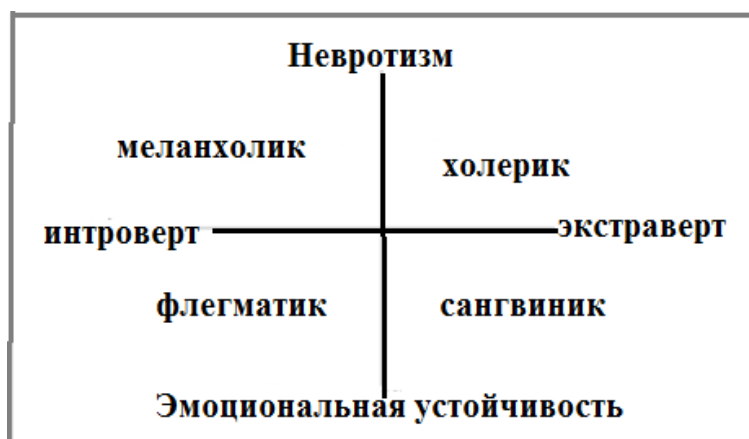 Невротизм
меланхолик
холерик
интроверт
экстраверт
флегматик
сангвиник
Эмоциональная устойчивость